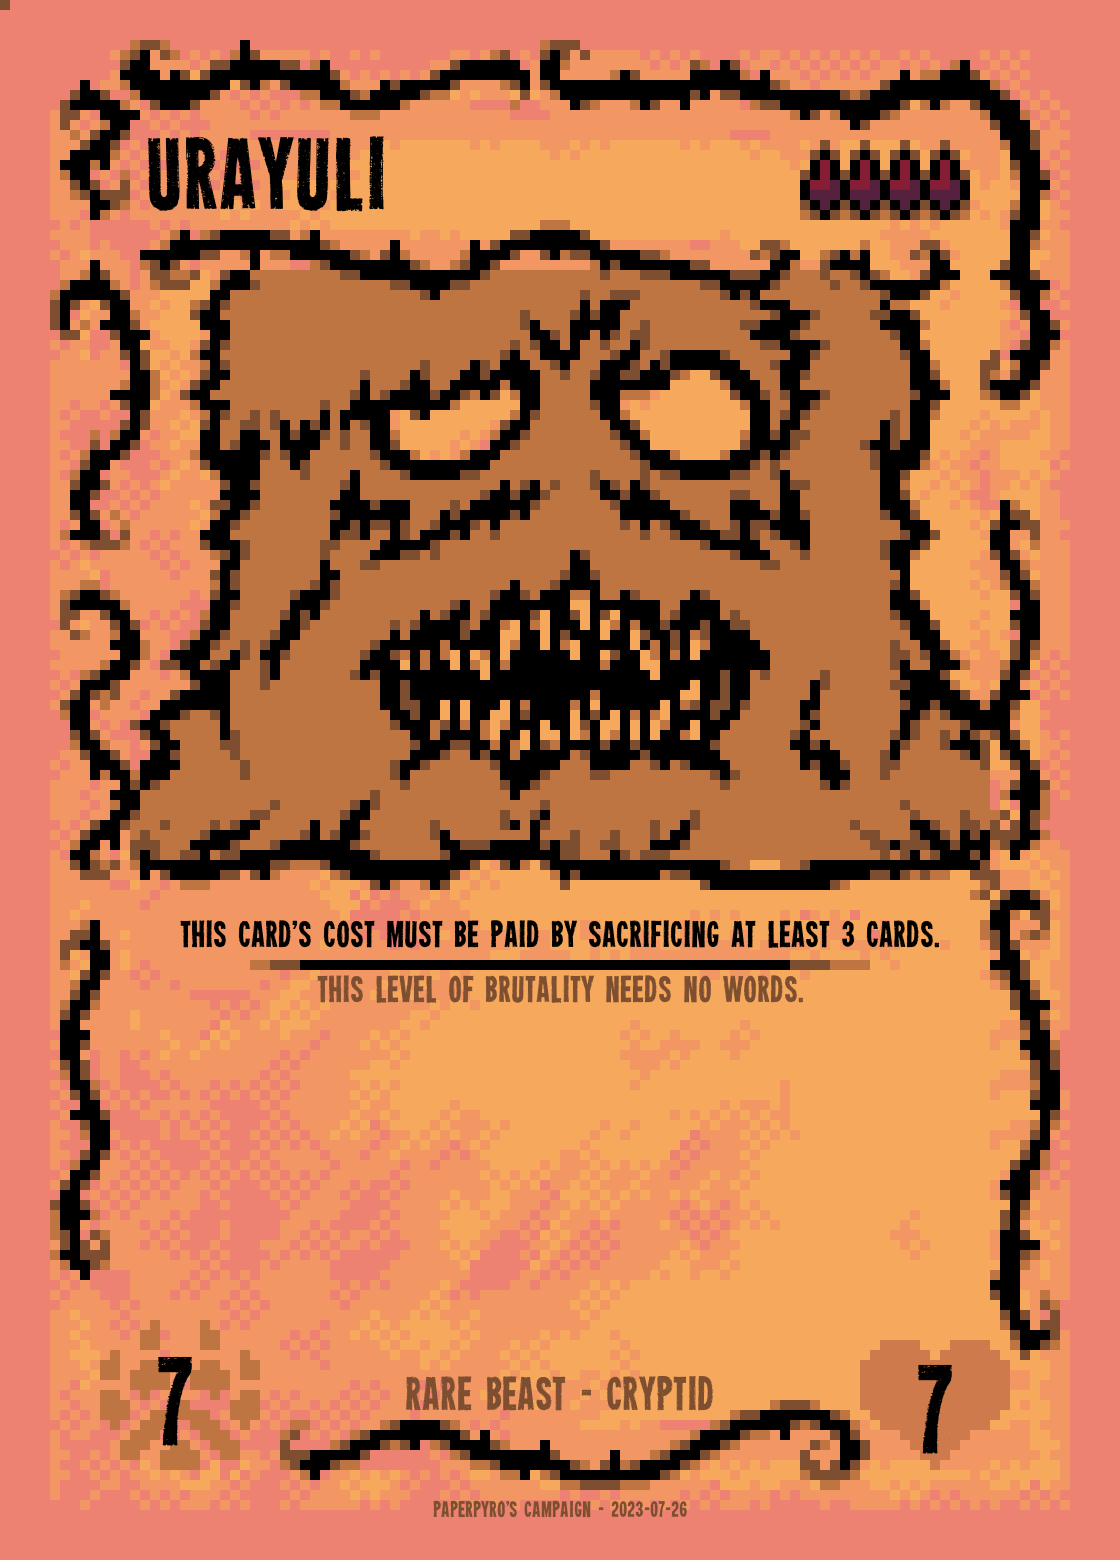 URAYULI
THIS CARD'S COST MUST BE PAID BY SACRIFICING AT LEAST 3 CARDS.
THIS LEVEL OF BRUTALITY NEEDS NO WORDS.
7
RARE BEAST - CRYPTID
7
PAPERPYRO'S CAMPAIGN - 2023-07-26